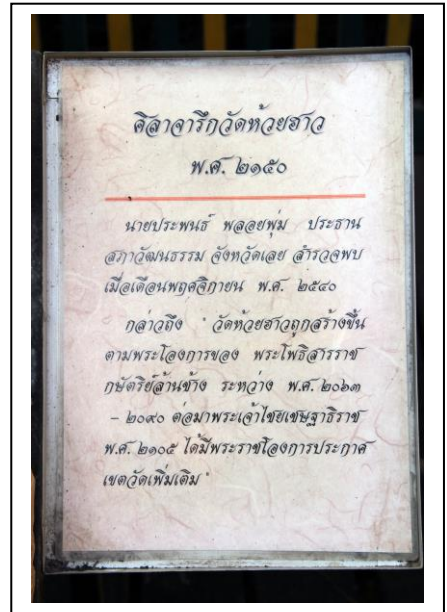 ศิลาจารึกวัดห้วยฮาว
พ.ศ. ๒๑๕๐
นายประพนธ์ พลอยพุ่ม ประธาน
สภาวัฒนธรรม จังหวัดเลย สำรวจพบ
เมื่อเดือนพฤศจิกายน พ.ศ. ๒๕๔๐
กล่าวถึง "วัดห้วยฮาวถูกสร้างขึ้น
ตามพระโองการของ พระโพธิสารราช
กษัตริย์ล้านช้าง ระหว่าง พ.ศ. ๒๐๖๓
- ๒๐๙๐ ต่อมาพระเจ้าไชยเชษฐาธิราช
พ.ศ. ๒๑๐๕ ได้มีพระราชโองการประกาศ
เขตวัดเพิ่มเติม"